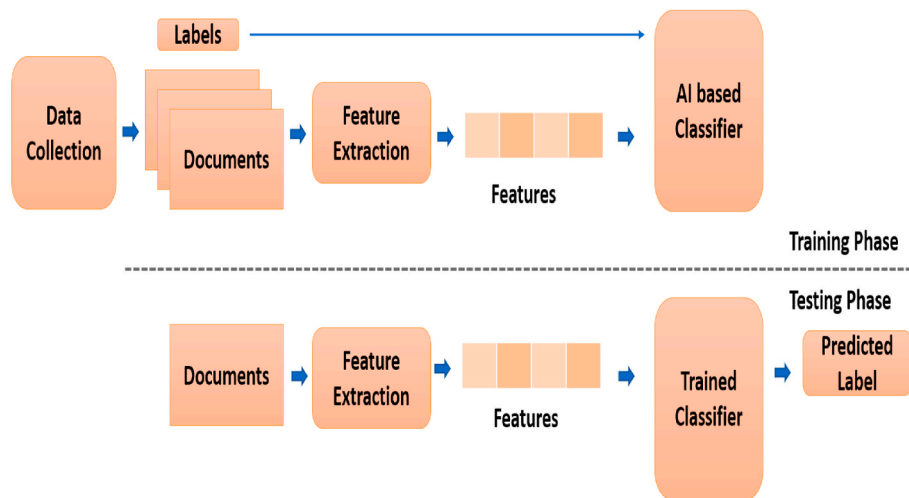 Labels
Data
Collection
Documents
Feature
Extraction
Features
AI based
Classifier
Training Phase
Testing Phase
Documents
Feature
Extraction
Features
Trained
Classifier
Predicted
Label